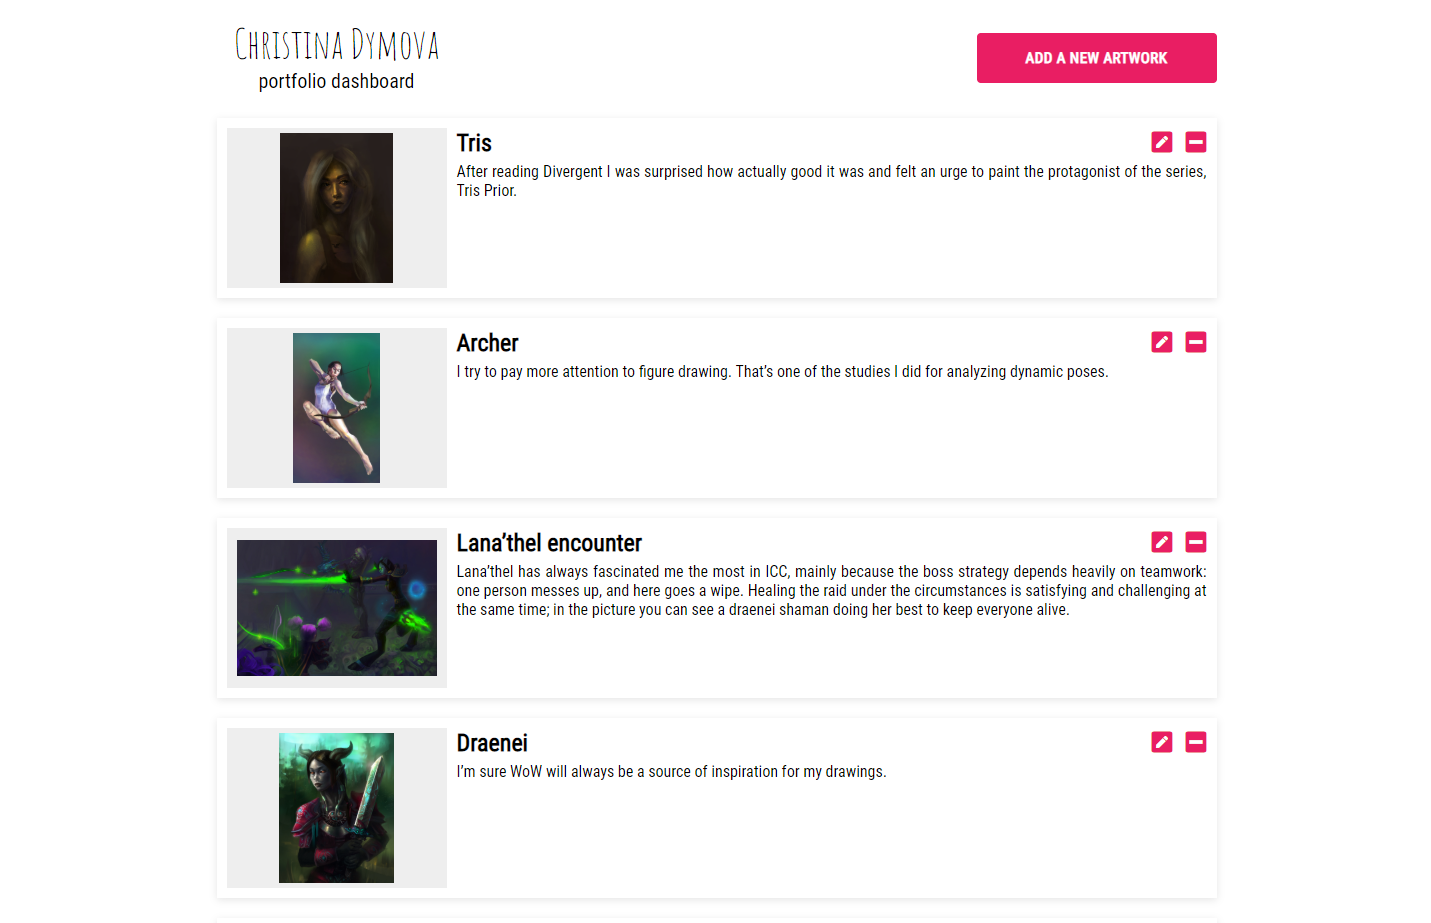 Christina Dymova
portfolio dashboard
ADD A NEW ARTWORK
Tris
After reading Divergent I was surprised how actually good it was and felt an urge to paint the protagonist of the series,
Tris Prior.
Archer
I try to pay more attention to figure drawing. That’s one of the studies I did for analyzing dynamic poses.
Lana’thel encounter
Lana’thel has always fascinated me the most in ICC, mainly because the boss strategy depends heavily on teamwork:
one person messes up, and here goes a wipe. Healing the raid under the circumstances is satisfying and challenging at
the same time; in the picture you can see a draenei shaman doing her best to keep everyone alive.
Draenei
I’m sure WoW will always be a source of inspiration for my drawings.